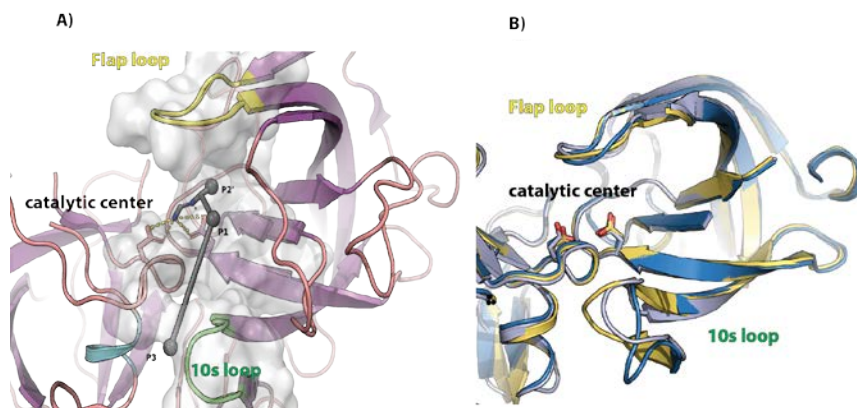 A)
Flap loop
catalytic center
P2'
P1
P3
10s loop
B)
Flap loop
catalytic center
10s loop